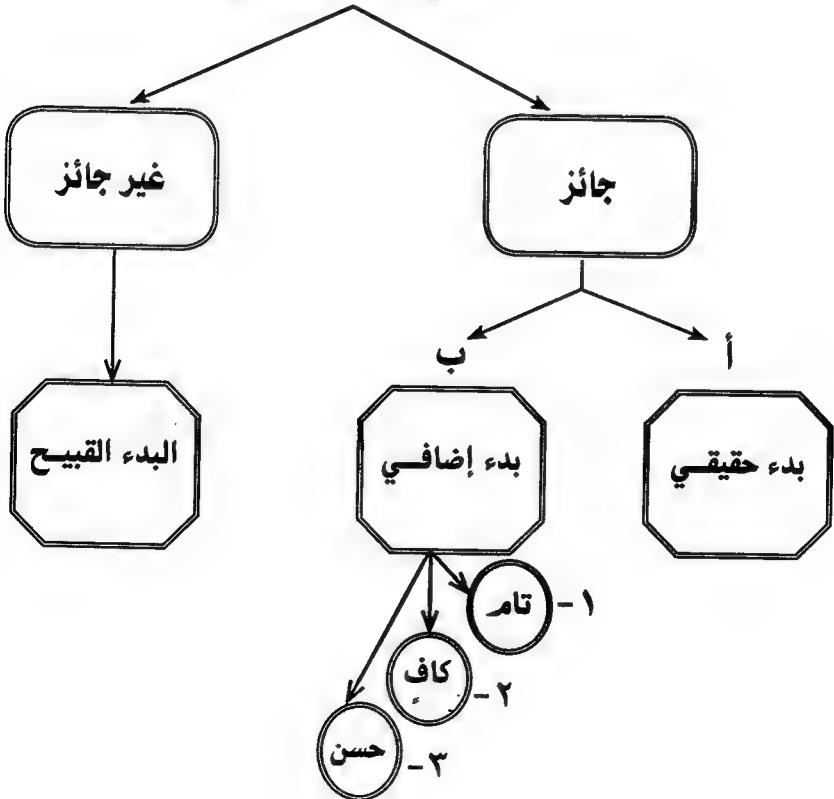 جائز
غير جائز
أ
ب
بدء حقيقي
بدء إضافي
البدء القبيح
١- تام
٢- كافٍ
٣- حسن